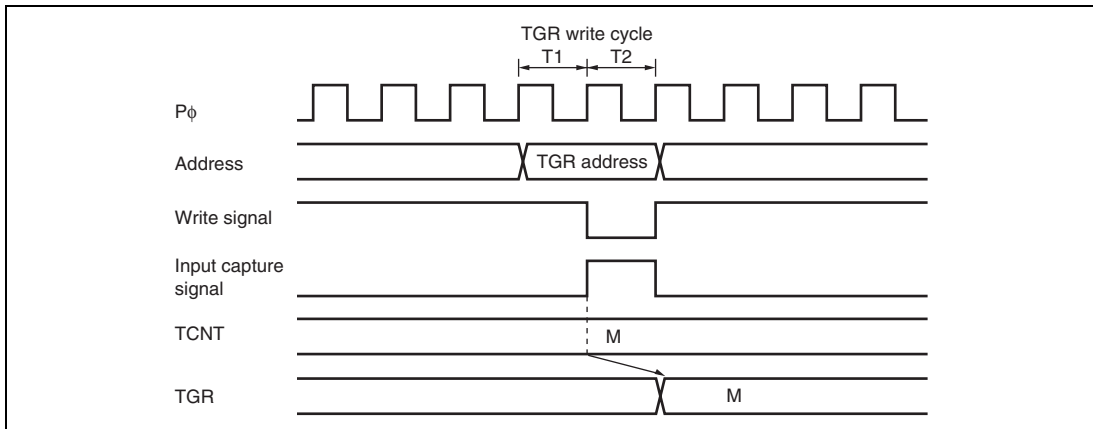 TGR write cycle
T1 T2
Pϕ
Address
TGR address
Write signal
Input capture
signal
TCNT
M
TGR
M